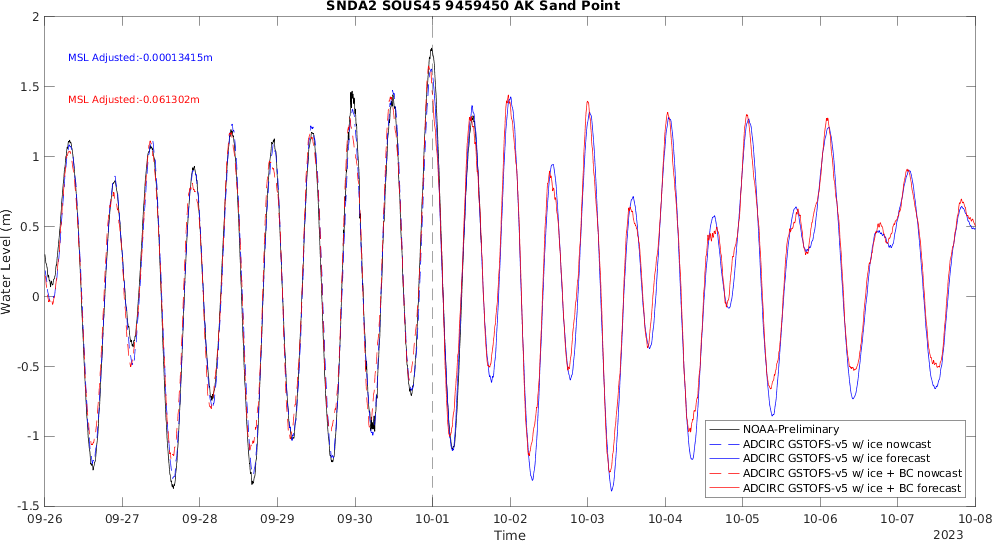 SNDA2 SOUS45 9459450 AK Sand Point
MSL Adjusted:-0.00013415m
MSL Adjusted:-0.061302m
Water Level (m)
2
1.5
1
0.5
0
-0.5
-1
-1.5
NOAA-Preliminary
ADCIRC GSTOFS-v5 w/ ice nowcast
ADCIRC GSTOFS-v5 w/ ice forecast
ADCIRC GSTOFS-v5 w/ ice + BC nowcast
ADCIRC GSTOFS-v5 w/ ice + BC forecast
09-26 09-27 09-28 09-29 09-30 10-01 10-02 10-03 10-04 10-05 10-06 10-07 10-08
Time
2023